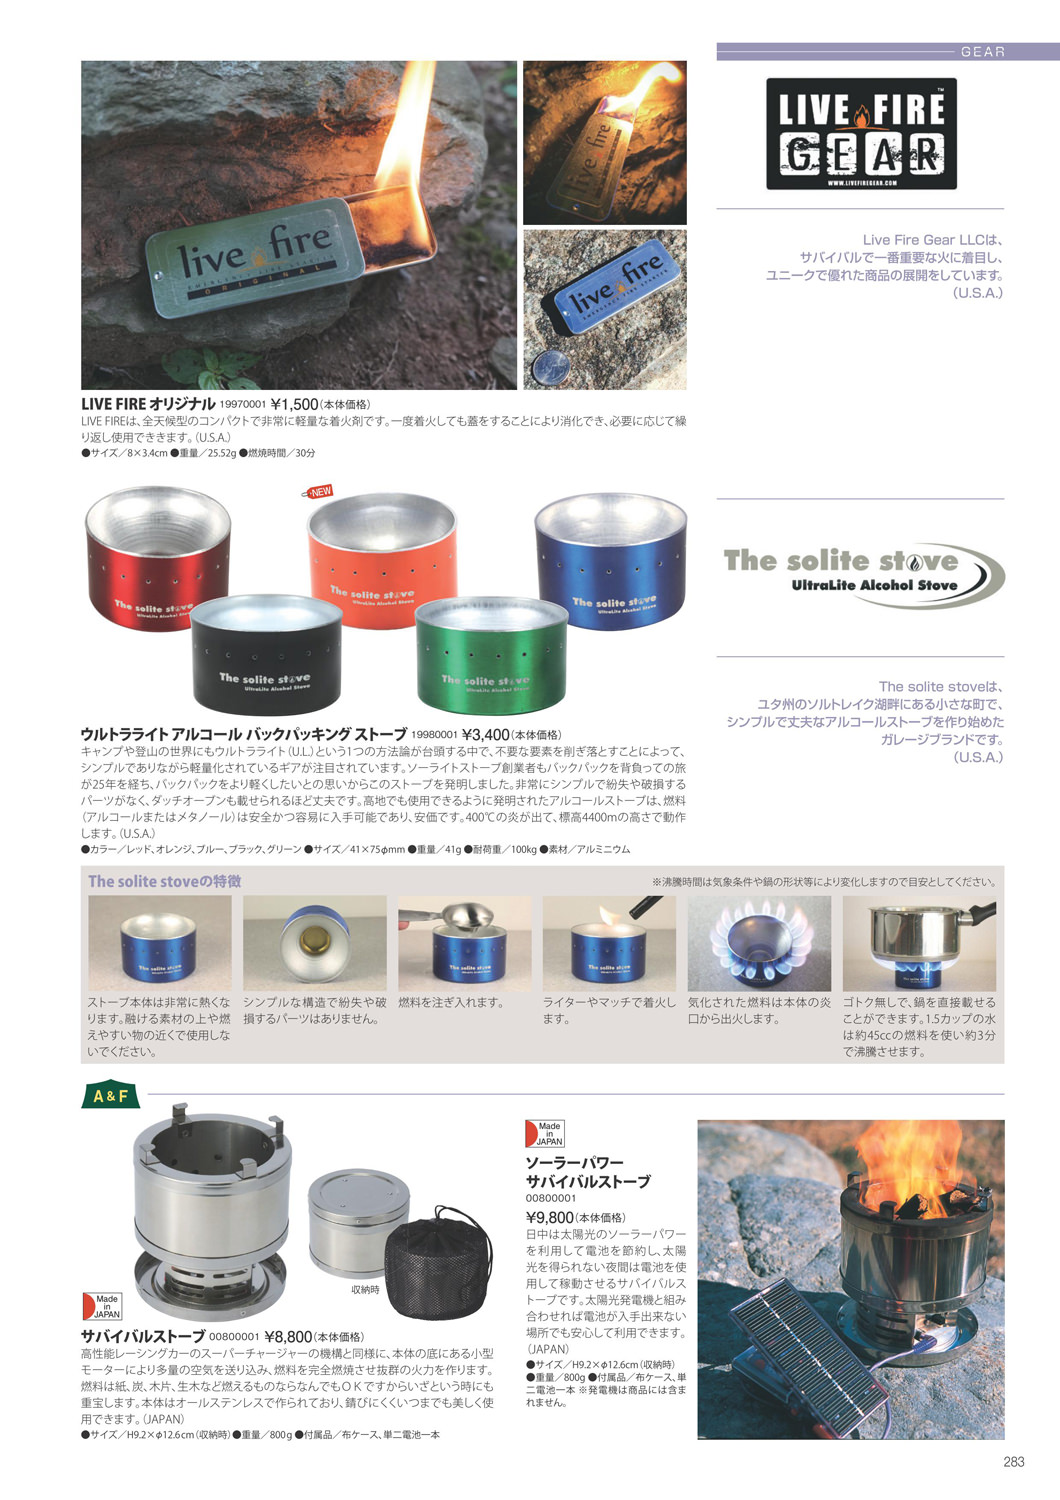 GEAR
LIVE FIRE
GEAR
WWW.LIVEFIREGEAR.COM
Live Fire Gear LLCは、
サバイバルで一番重要な火に着目し、
ユニークで優れた商品の展開をしています。
（U.S.A.）
live fire
EMERGENCY FIRE STARTER
ORIGINAL
live fire
live fire
EMERGENCY FIRE STARTER
LIVE FIRE オリジナル 19970001 ¥1,500（本体価格）
LIVE FIREは、全天候型のコンパクトで非常に軽量な着火剤です。一度着火しても蓋をすることにより消化でき、必要に応じて繰
り返し使用でききます。（U.S.A.）
●サイズ／8×3.4cm ●重量／25.52g ●燃焼時間／30分
NEW
The solite stove
The solite stove
UltraLite Alcohol Stove
The solite stove
UltraLite Alcohol Stove
The solite stove
UltraLite Alcohol Stove
The solite stove
UltraLite Alcohol Stove
The solite stove
UltraLite Alcohol Stove
The solite stoveは、
ユタ州のソルトレイク湖畔にある小さな町で、
シンプルで丈夫なアルコールストーブを作り始めた
ガレージブランドです。
（U.S.A.）
ウルトラライト アルコール バックパッキング ストーブ 19980001 ¥3,400（本体価格）
キャンプや登山の世界にもウルトラライト（U.L.）という1つの方法論が台頭する中で、不要な要素を削ぎ落とすことによって、
シンプルでありながら軽量化されているギアが注目されています。ソーライトストーブ創業者もバックパックを背負っての旅
が25年を経ち、バックパックをより軽くしたいとの思いからこのストーブを発明しました。非常にシンプルで紛失や破損する
パーツがなく、ダッチオーブンも載せられるほど丈夫です。高地でも使用できるように発明されたアルコールストーブは、燃料
（アルコールまたはメタノール）は安全かつ容易に入手可能であり、安価です。400℃の炎が出て、標高4400mの高さで動作
します。（U.S.A.）
●カラー／レッド、オレンジ、ブルー、ブラック、グリーン ●サイズ／41×75φmm ●重量／41g ●耐荷重／100kg ●素材／アルミニウム
The solite stoveの特徴
※沸騰時間は気象条件や鍋の形状等により変化しますので目安としてください。
ストーブ本体は非常に熱くな
ります。融ける素材の上や燃
えやすい物の近くで使用しな
いでください。
シンプルな構造で紛失や破
損するパーツはありません。
燃料を注ぎ入れます。
ライターやマッチで着火し
ます。
気化された燃料は本体の炎
口から出火します。
ゴトク無しで、鍋を直接載せる
ことができます。1.5カップの水
は約45ccの燃料を使い約3分
で沸騰させます。
A&F
収納時
Made
in
JAPAN
サバイバルストーブ 00800001 ¥8,800（本体価格）
高性能レーシングカーのスーパーチャージャーの機構と同様に、本体の底にある小型
モーターにより多量の空気を送り込み、燃料を完全燃焼させ抜群の火力を作ります。
燃料は紙、炭、木片、生木など燃えるものならなんでもＯＫですからいざという時にも
重宝します。本体はオールステンレスで作られており、錆びにくくいつまでも美しく使
用できます。（JAPAN）
●サイズ／H9.2×φ12.6cm（収納時）●重量／800g ●付属品／布ケース、単二電池一本
Made
in
JAPAN
ソーラーパワー
サバイバルストーブ
00800001
¥9,800（本体価格）
日中は太陽光のソーラーパワー
を利用して電池を節約し、太陽
光を得られない夜間は電池を使
用して稼動させるサバイバルス
トーブです。太陽光発電機と組み
合わせれば電池が入手出来ない
場所でも安心して利用できます。
（JAPAN）
●サイズ／H9.2×φ12.6cm（収納時）
●重量／800g ●付属品／布ケース、単
二電池一本 ※発電機は商品には含ま
れません。
283